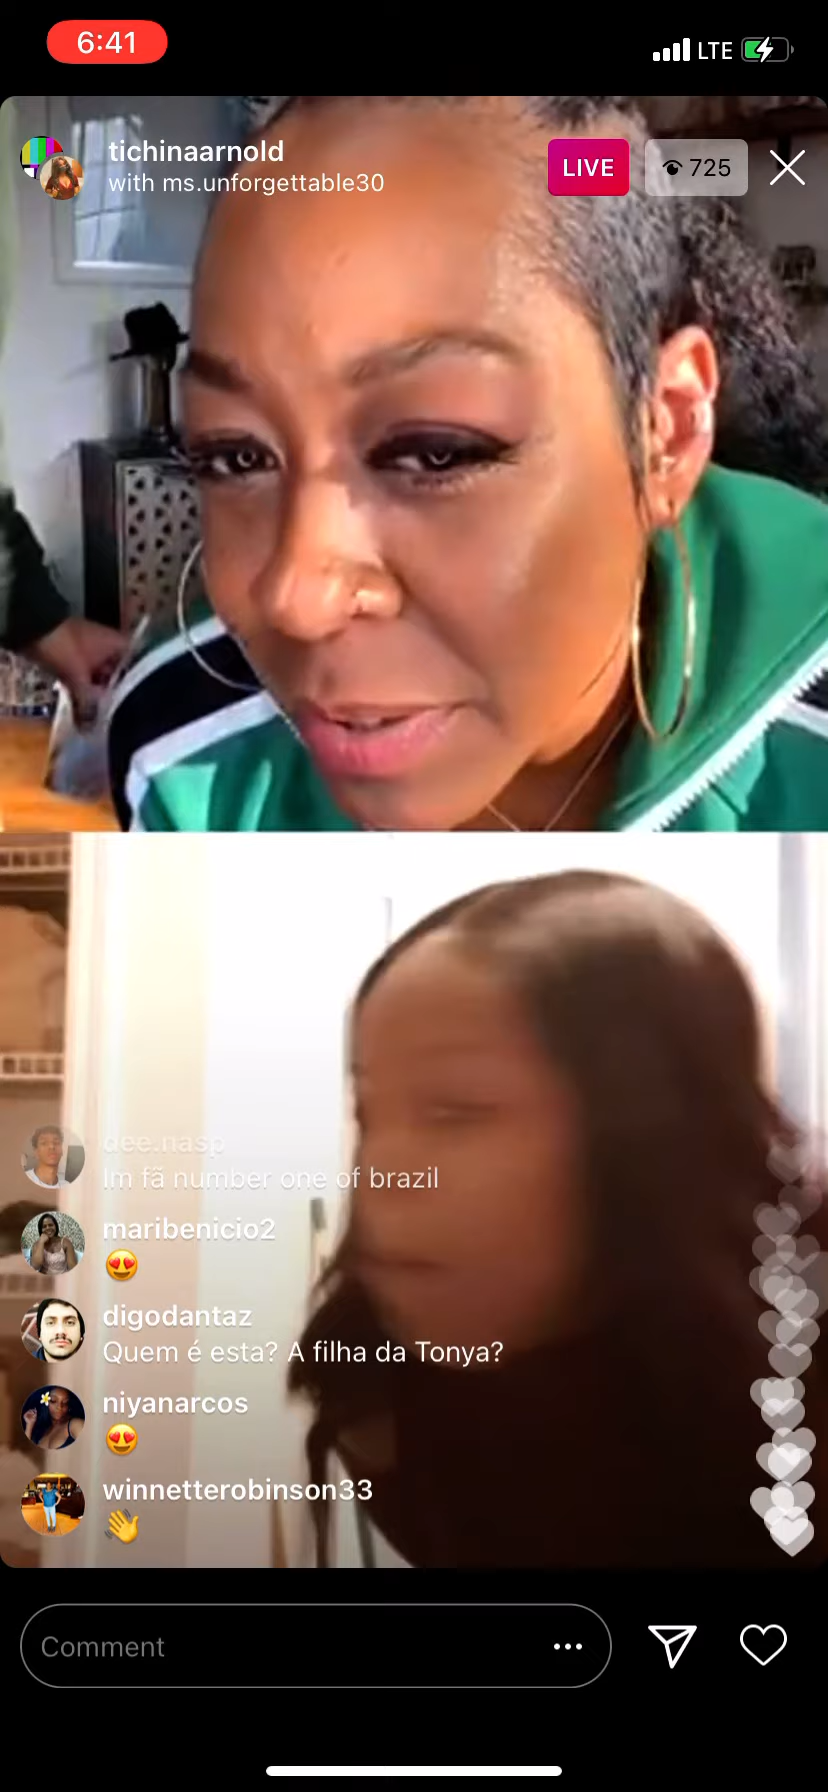 6:41
LTE
tichinaarnold
with ms.unforgettable30
LIVE
725
dee.nasp
Im fã number one of brazil
maribenicio2
😍
digodantaz
Quem é esta? A filha da Tonya?
niyanarcos
😍
winnetterobinson33
👋
Comment